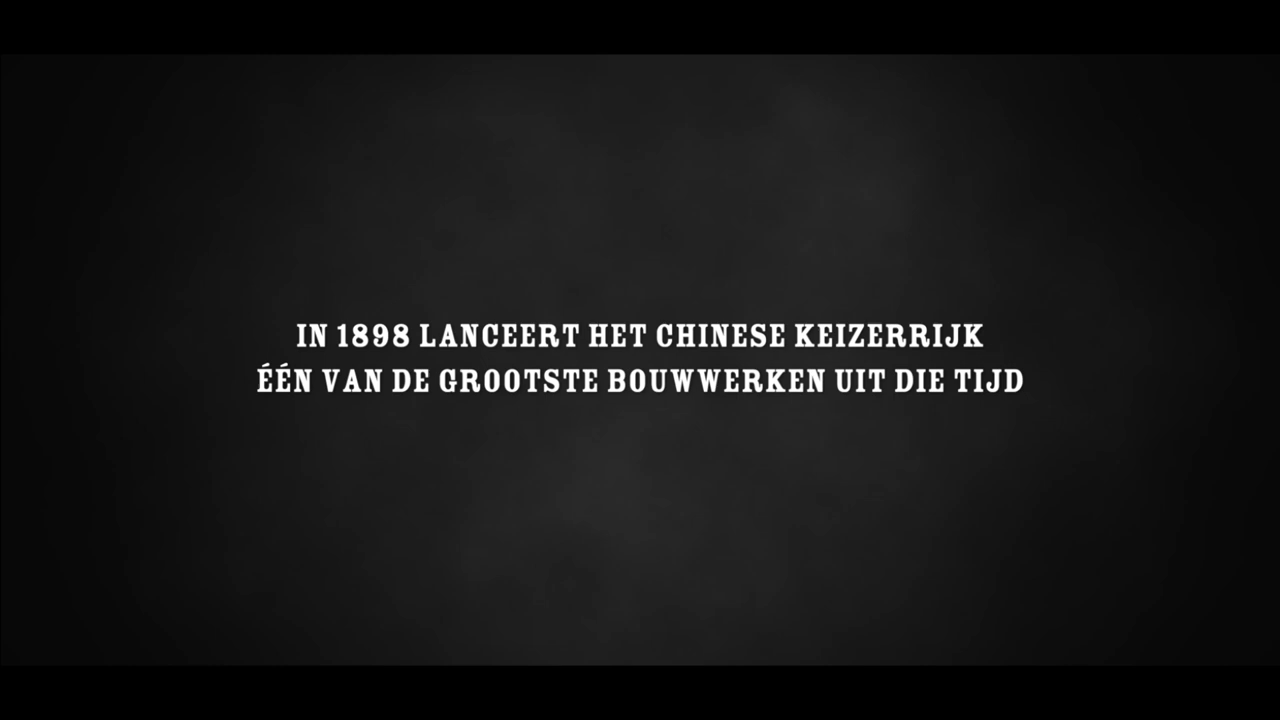 IN 1898 LANCEERT HET CHINESE KEIZERRIJK
ÉÉN VAN DE GROOTSTE BOUWWERKEN UIT DIE TIJD